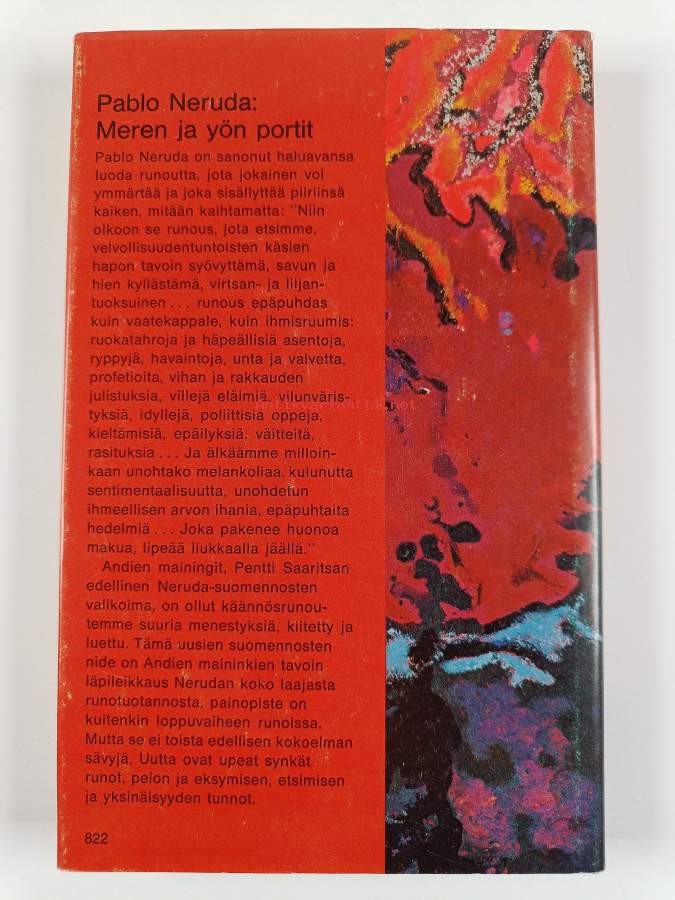 Pablo Neruda:
Meren ja yön portit
Pablo Neruda on sanonut haluavansa
luoda runoutta, jota jokainen voi
ymmärtää ja joka sisällyttää piiriinsä
kaiken, mitään kaihtamatta: "Niin
olkoon se runous, jota etsimme,
velvollisuudentuntoisten käsien
hapon tavoin syövyttämä, savun ja
hien kyllästämä, virtsan- ja liljan-
tuoksuinen ... runous epäpuhdas
kuin vaatekappale, kuin ihmisruumis:
ruokatahroja ja häpeällisiä asentoja,
ryppyjä, havaintoja, unta ja valvetta,
profetioita, vihan ja rakkauden
julistuksia, villejä eläimiä, vilunväris-
antikvariaattiR.net
tyksiä, idyllejä, poliittisia oppeja,
kieltämisiä, epäilyksiä, väitteitä,
rasituksia ... Ja älkäämme milloin-
kaan unohtako melankoliaa, kulunutta
sentimentaalisuutta, unohdetun
ihmeellisen arvon ihania, epäpuhtaita
hedelmiä ... Joka pakenee huonoa
makua, lipeää liukkaalla jäällä."
Andien mainingit, Pentti Saaritsan
edellinen Neruda-suomennosten
valikoima, on ollut käännösrunou-
temme suuria menestyksiä, kiitetty ja
luettu. Tämä uusien suomennosten
nide on Andien maininkien tavoin
läpileikkaus Nerudan koko laajasta
runotuotannosta, painopiste on
kuitenkin loppuvaiheen runoissa.
Mutta se ei toista edellisen kokoelman
sävyjä. Uutta ovat upeat synkät
runot, pelon ja eksymisen, etsimisen
ja yksinäisyyden tunnot.
822